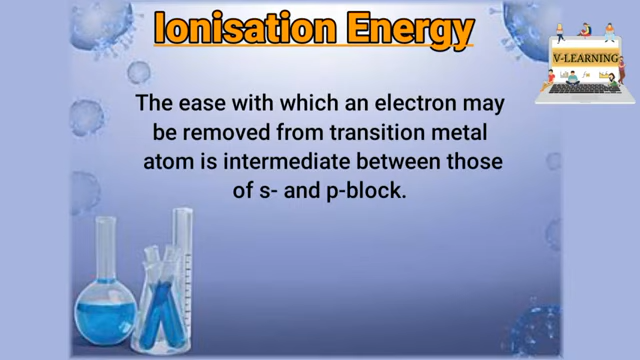 Ionisation Energy
V-LEARNING
The ease with which an electron may
be removed from transition metal
atom is intermediate between those
of s- and p-block.